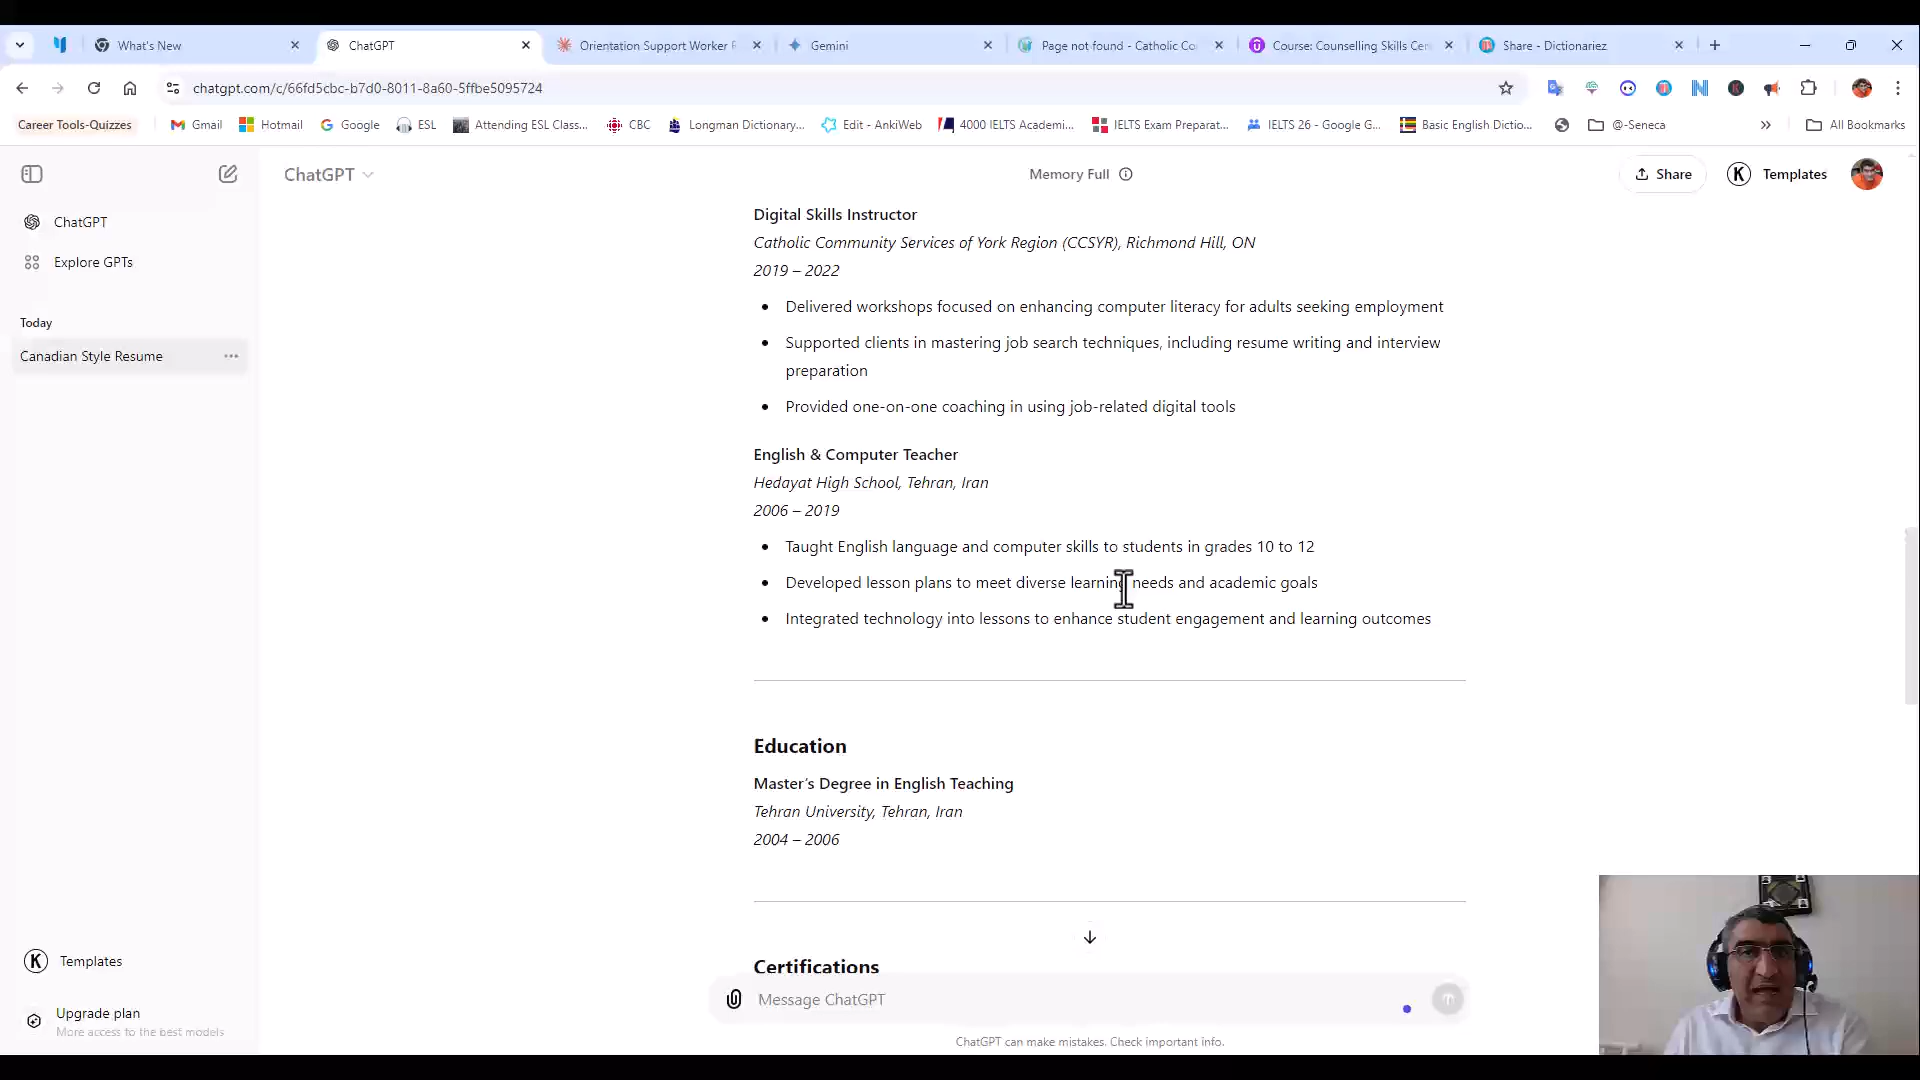 What's New
ChatGPT
Orientation Support Worker
Gemini
Page not found - Catholic Co
Course: Counselling Skills Cer
Share - Dictionariez
chatgpt.com/c/66fd5cbc-b7d0-8011-8a60-5ffbe5095724
Career Tools-Quizzes
Gmail
Hotmail
Google
ESL
Attending ESL Class...
CBC
Longman Dictionary...
Edit - AnkiWeb
4000 IELTS Academi...
IELTS Exam Preparat...
IELTS 26 - Google G...
Basic English Dictio...
@-Seneca
All Bookmarks
ChatGPT
Memory Full
Share
K
Templates
ChatGPT
Explore GPTs
Today
Canadian Style Resume
Digital Skills Instructor
Catholic Community Services of York Region (CCSYR), Richmond Hill, ON
2019 – 2022
Delivered workshops focused on enhancing computer literacy for adults seeking employment
Supported clients in mastering job search techniques, including resume writing and interview
preparation
Provided one-on-one coaching in using job-related digital tools
English & Computer Teacher
Hedayat High School, Tehran, Iran
2006 – 2019
Taught English language and computer skills to students in grades 10 to 12
Developed lesson plans to meet diverse learning needs and academic goals
Integrated technology into lessons to enhance student engagement and learning outcomes
Education
Master's Degree in English Teaching
Tehran University, Tehran, Iran
2004 – 2006
Certifications
K
Templates
Upgrade plan
More access to the best models
Message ChatGPT
ChatGPT can make mistakes. Check important info.